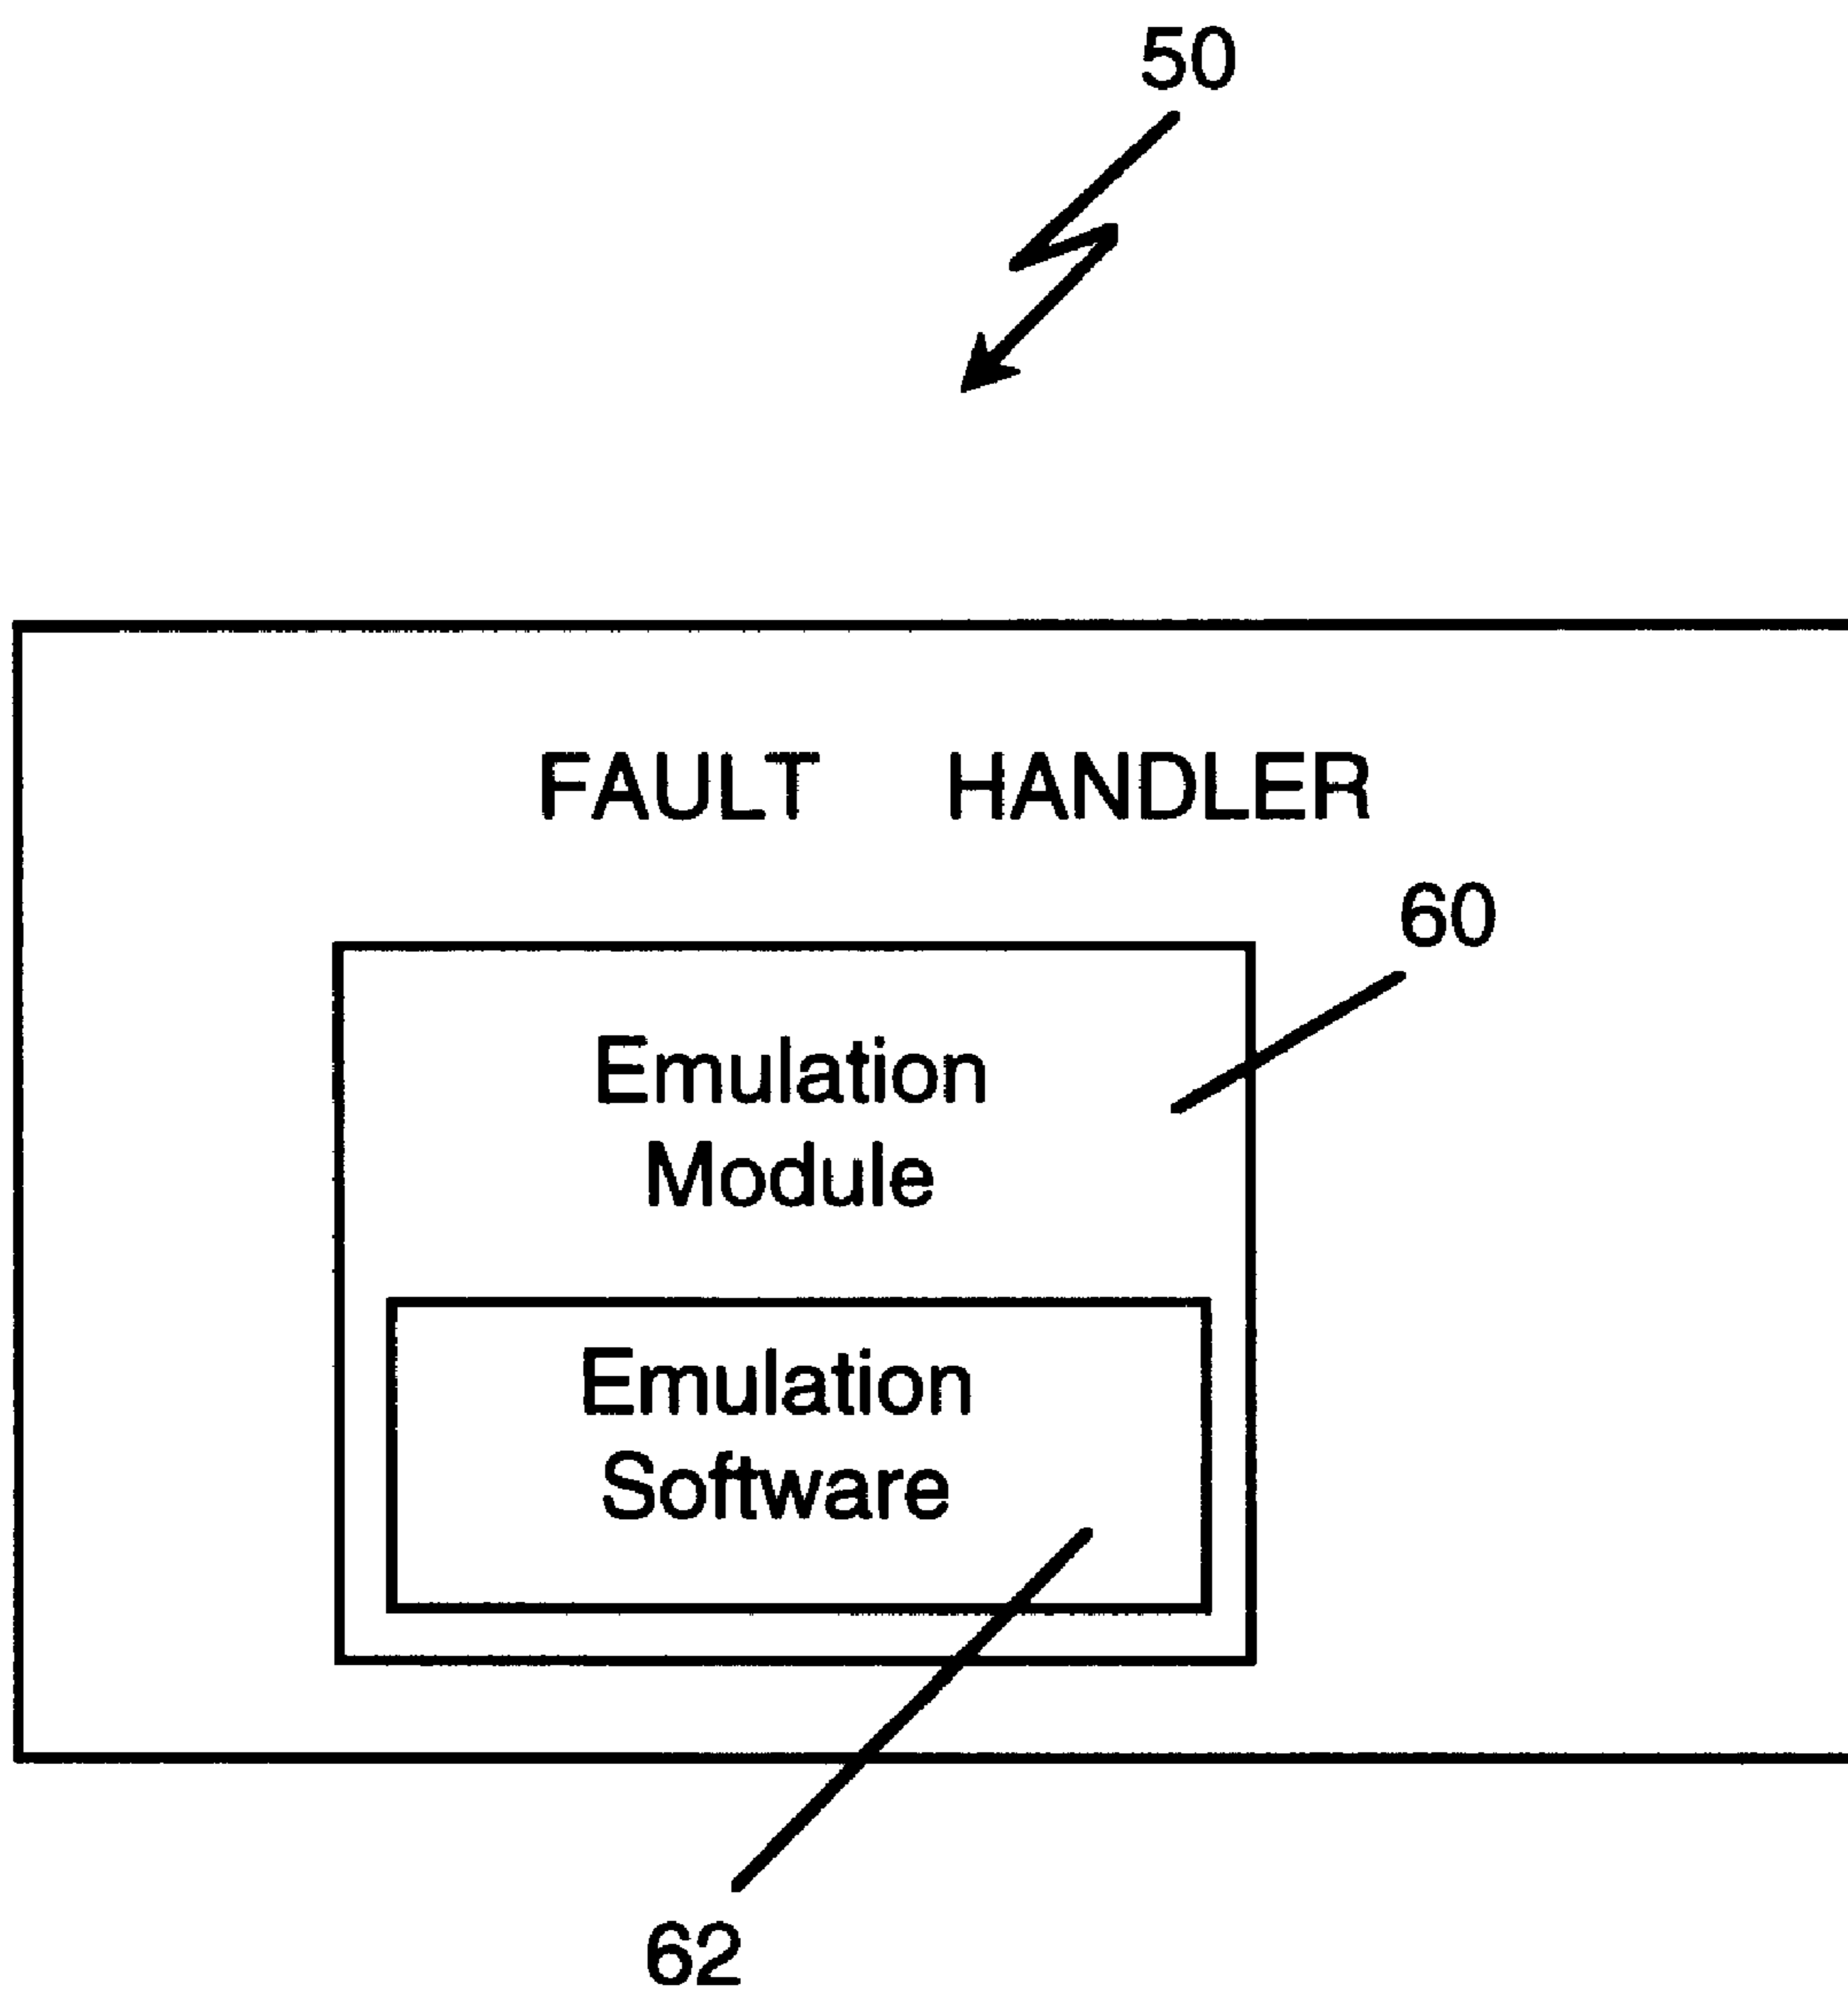 50
FAULT HANDLER
60
Emulation
Module
Emulation
Software
62